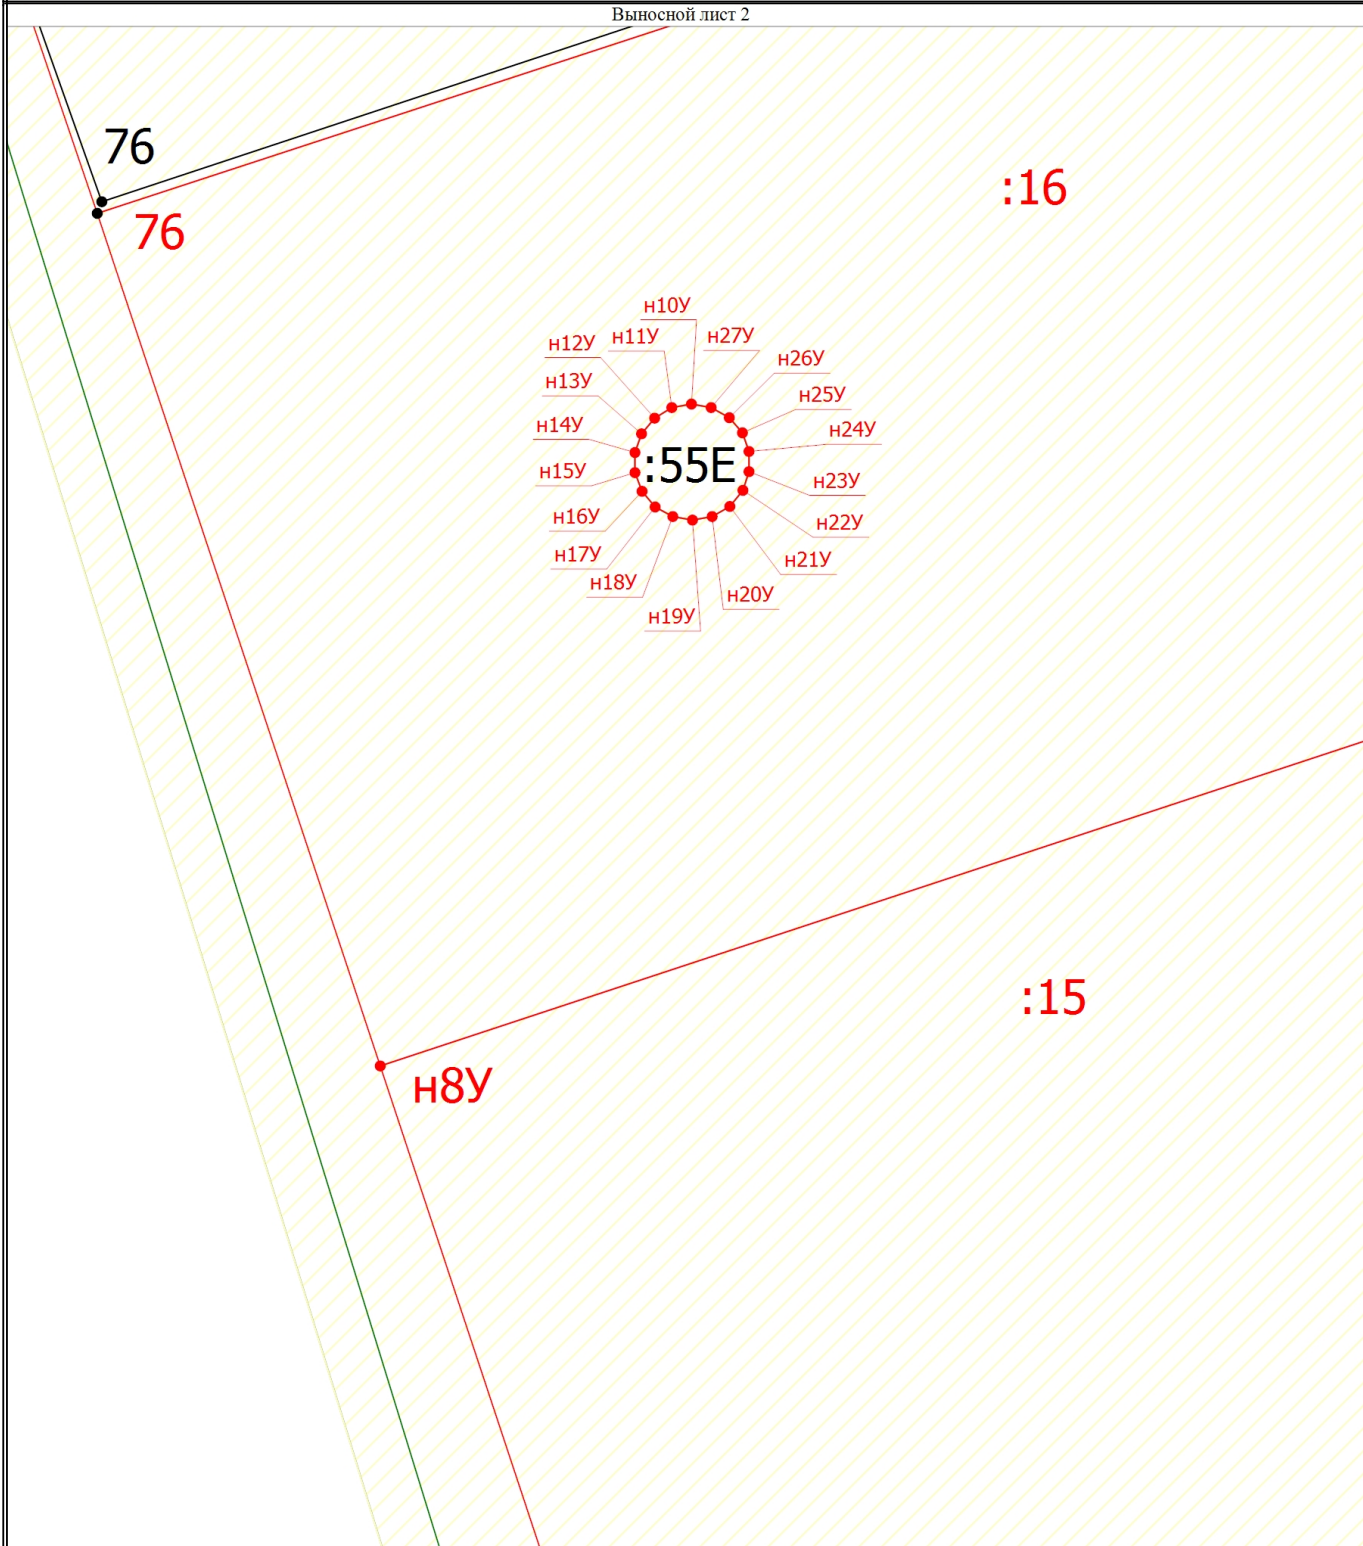 Выносной лист 2
76
:16
76
н10У
н11У
н27У
н12У
н26У
н13У
н25У
н14У
н24У
:55Е
н15У
н23У
н16У
н22У
н17У
н21У
н18У
н20У
н19У
:15
н8У